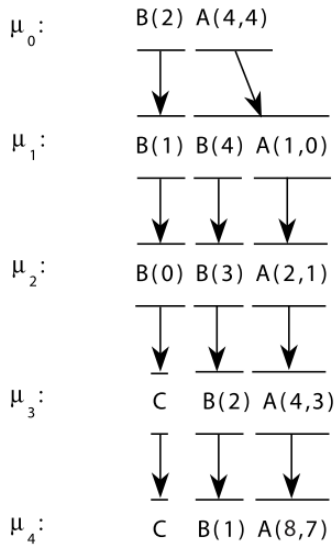 μ₀: B(2) A(4,4)
μ₁: B(1) B(4) A(1,0)
μ₂: B(0) B(3) A(2,1)
μ₃: C B(2) A(4,3)
μ₄: C B(1) A(8,7)